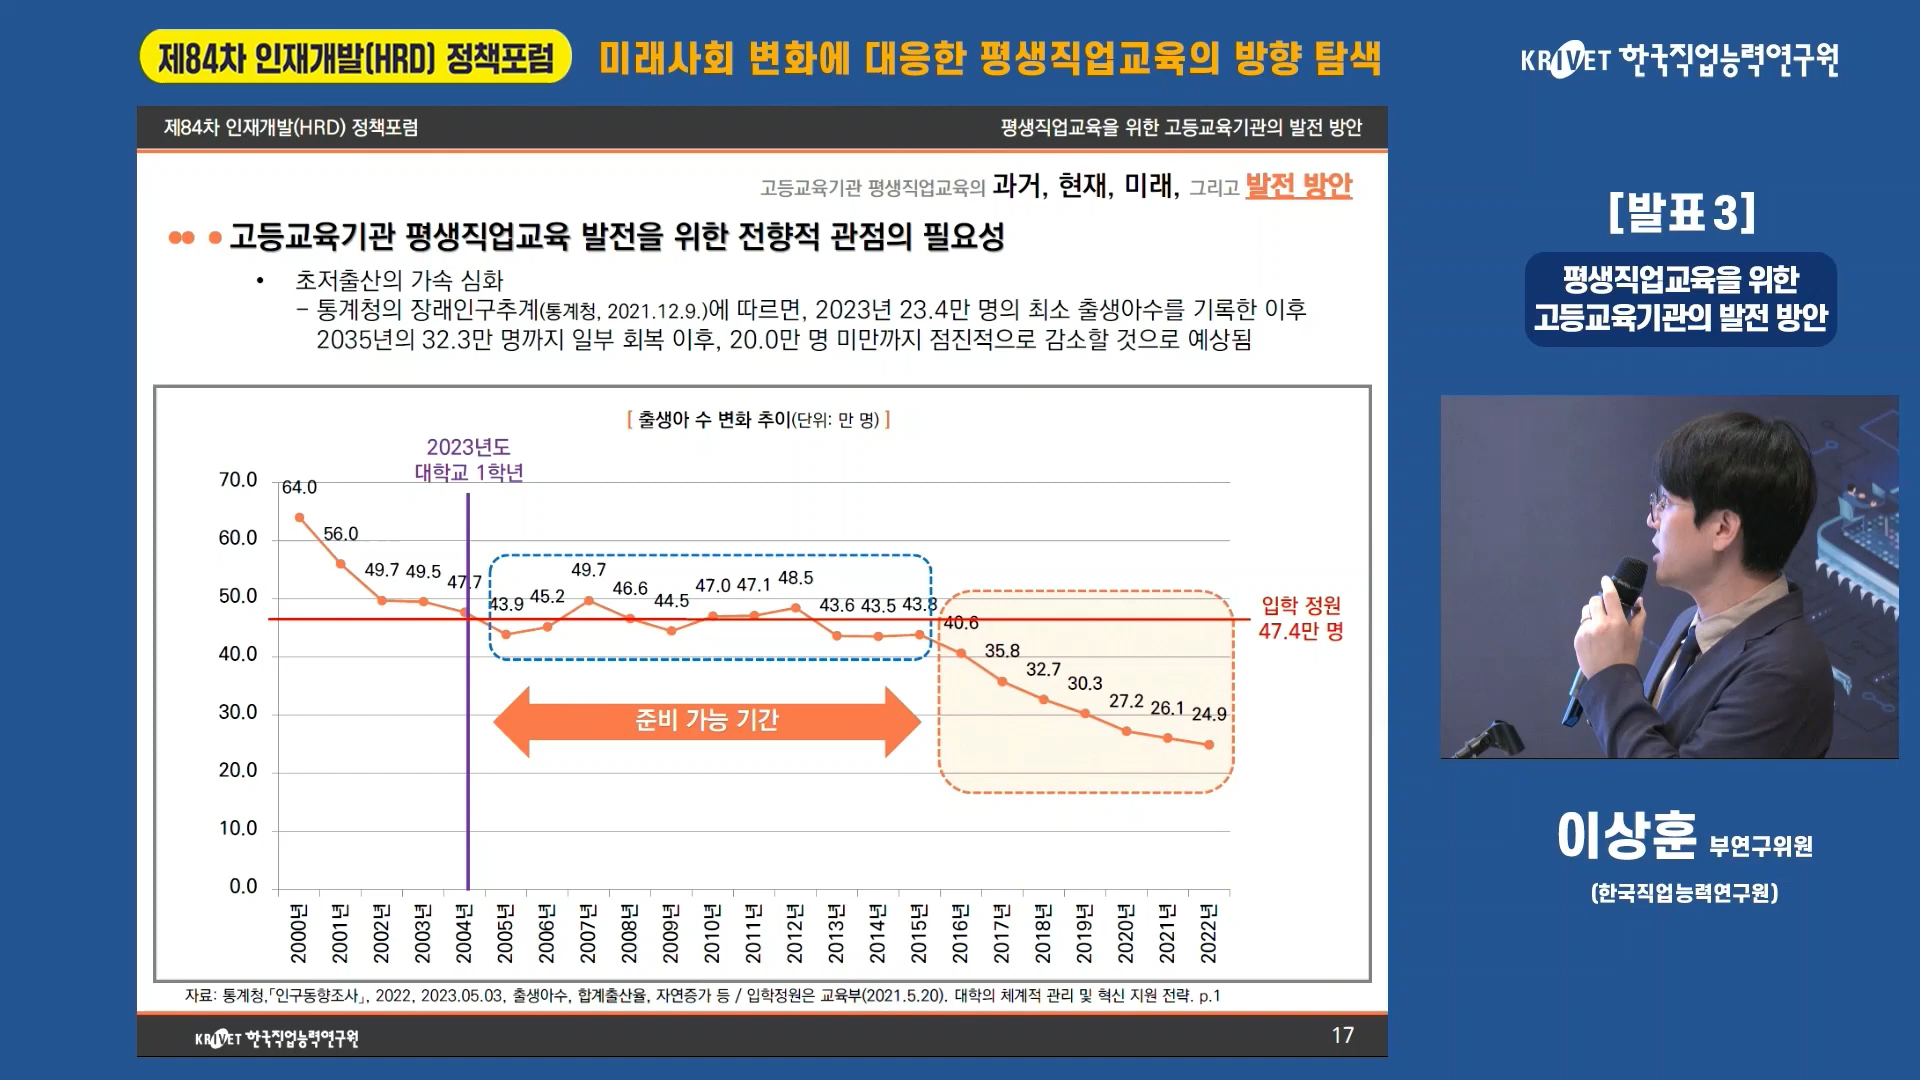 제84차 인재개발(HRD) 정책포럼
미래사회 변화에 대응한 평생직업교육의 방향 탐색
KRIVET 한국직업능력연구원
제84차 인재개발(HRD) 정책포럼
평생직업교육을 위한 고등교육기관의 발전 방안
고등교육기관 평생직업교육의 과거, 현재, 미래, 그리고 발전 방안
고등교육기관 평생직업교육 발전을 위한 전향적 관점의 필요성
• 초저출산의 가속 심화
– 통계청의 장래인구추계(통계청, 2021.12.9.)에 따르면, 2023년 23.4만 명의 최소 출생아수를 기록한 이후
2035년의 32.3만 명까지 일부 회복 이후, 20.0만 명 미만까지 점진적으로 감소할 것으로 예상됨
[ 출생아 수 변화 추이(단위: 만 명) ]
2023년도
대학교 1학년
70.0
60.0
50.0
40.0
30.0
20.0
10.0
0.0
64.0
56.0
49.7
49.5
47.7
43.9
45.2
49.7
46.6
44.5
47.0
47.1
48.5
43.6
43.5
43.8
40.6
35.8
32.7
30.3
27.2
26.1
24.9
입학 정원
47.4만 명
준비 가능 기간
2000년
2001년
2002년
2003년
2004년
2005년
2006년
2007년
2008년
2009년
2010년
2011년
2012년
2013년
2014년
2015년
2016년
2017년
2018년
2019년
2020년
2021년
2022년
자료: 통계청,「인구동향조사」, 2022, 2023.05.03, 출생아수, 합계출산율, 자연증가 등 / 입학정원은 교육부(2021.5.20). 대학의 체계적 관리 및 혁신 지원 전략. p.1
KRIVET 한국직업능력연구원
17
[발표 3]
평생직업교육을 위한
고등교육기관의 발전 방안
이상훈 부연구위원
(한국직업능력연구원)